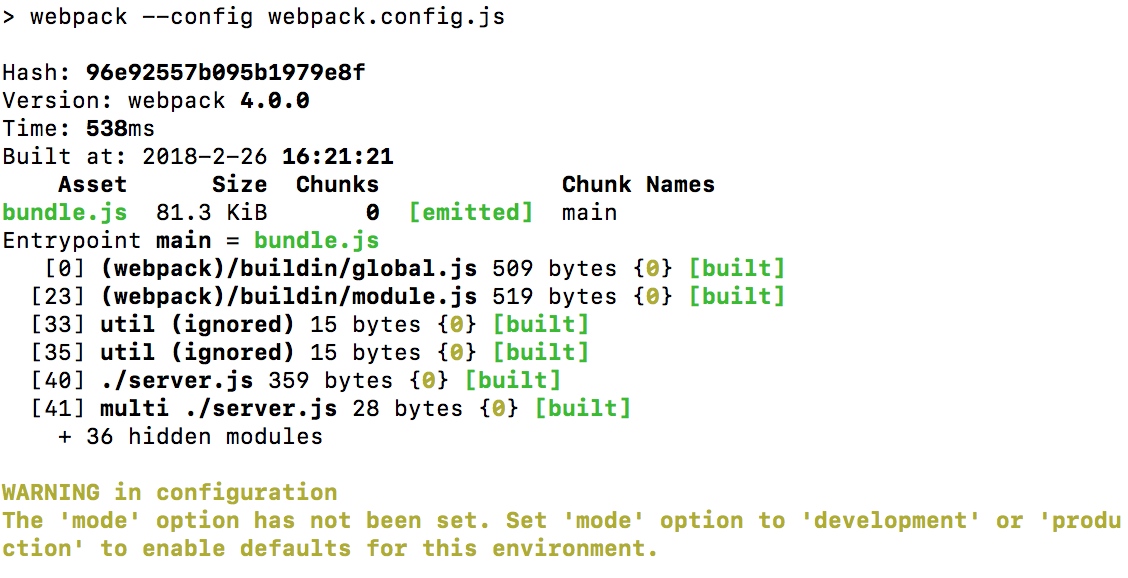 > webpack --config webpack.config.js
Hash: 96e92557b095b1979e8f
Version: webpack 4.0.0
Time: 538ms
Built at: 2018-2-26 16:21:21
    Asset      Size  Chunks             Chunk Names
bundle.js  81.3 KiB       0  [emitted]  main
Entrypoint main = bundle.js
   [0] (webpack)/buildin/global.js 509 bytes {0} [built]
  [23] (webpack)/buildin/module.js 519 bytes {0} [built]
  [33] util (ignored) 15 bytes {0} [built]
  [35] util (ignored) 15 bytes {0} [built]
  [40] ./server.js 359 bytes {0} [built]
  [41] multi ./server.js 28 bytes {0} [built]
    + 36 hidden modules
WARNING in configuration
The 'mode' option has not been set. Set 'mode' option to 'development' or 'produ
ction' to enable defaults for this environment.